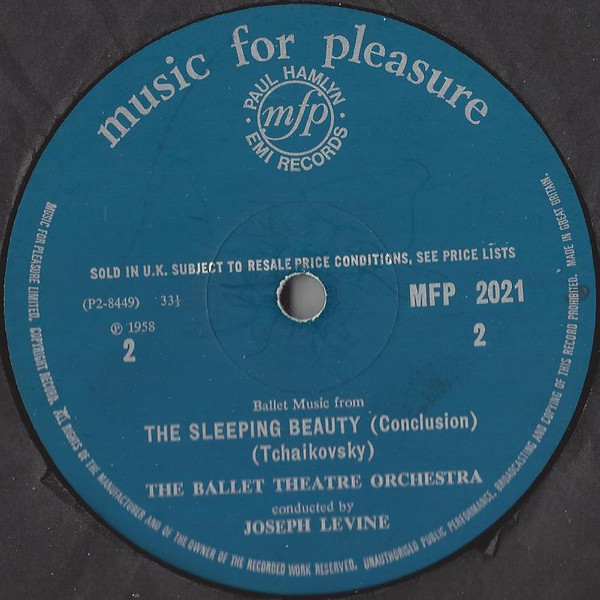 music for pleasure
PAUL HAMLYN
mfp
EMI RECORDS
SOLD IN U.K. SUBJECT TO RESALE PRICE CONDITIONS, SEE PRICE LISTS
(P2-8449) 33⅓
MFP 2021
℗ 1958
2
2
Ballet Music from
THE SLEEPING BEAUTY (Conclusion)
(Tchaikovsky)
THE BALLET THEATRE ORCHESTRA
conducted by
JOSEPH LEVINE
MUSIC FOR PLEASURE LIMITED. COPYRIGHT RECORD. ALL RIGHTS OF THE MANUFACTURER AND OF THE OWNER OF THE RECORDED WORK RESERVED. UNAUTHORISED PUBLIC PERFORMANCE, BROADCASTING AND COPYING OF THIS RECORD PROHIBITED. MADE IN GREAT BRITAIN.